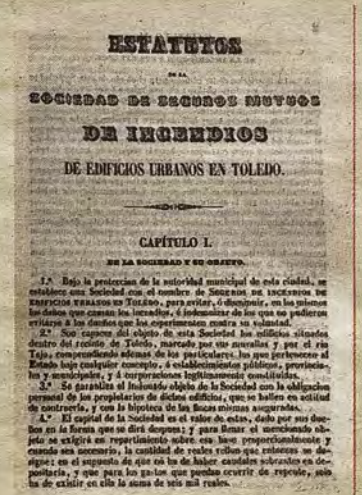 ESTATUTOS
DE LA
SOCIEDAD DE SEGUROS MUTUOS
DE INCENDIOS
DE EDIFICIOS URBANOS EN TOLEDO.
CAPÍTULO I.
DE LA SOCIEDAD Y SU OBJETO.
1.º Bajo la proteccion de la autoridad municipal de esta ciudad, se
establece una Sociedad con el nombre de SEGUROS DE INCENDIOS DE
EDIFICIOS URBANOS EN TOLEDO, para evitar, ó disminuir, en los mismos
los daños que causan los incendios, é indemnizar de los que no pudieron
evitarse á los dueños que los experimenten contra su voluntad.
2.º Son capaces del objeto de esta Sociedad los edificios situados
dentro del recinto de Toledo, marcado por sus murallas y por el rio
Tajo, comprendiendo ademas de los particulares los que pertenecen al
Estado bajo cualquier concepto, á establecimientos públicos, provincia-
les y municipales, y á corporaciones legítimamente constituidas.
3.º Se garantiza el indicado objeto de la Sociedad con la obligacion
personal de los propietarios de dichos edificios, que se hallen en actitud
de contraerla, y con la hipoteca de las fincas mismas aseguradas.
4.º El capital de la Sociedad es el valor de estas, dado por sus due-
ños en la forma que se dirá despues; y para llenar el mencionado ob-
jeto se exigirá en repartimiento sobre esa base proporcionalmente y
cuando sea necesario, la cantidad de reales vellon que entonces se de-
signe; en el supuesto de que no ha de haber caudales sobrantes en de-
positaría, y que para los gastos que puedan ocurrir de repente, solo
ha de existir en ella la suma de seis mil reales.